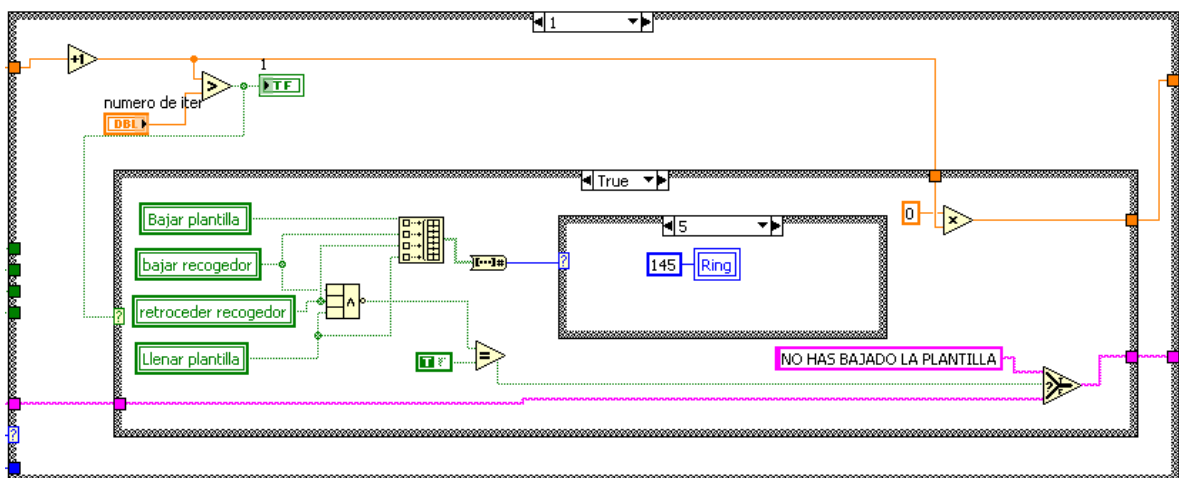 1
+1
1
>
TF
numero de iter
DBL
True
Bajar plantilla
0
x
5
bajar recogedor
#
?
145
Ring
retroceder recogedor
?
Llenar plantilla
T
=
NO HAS BAJADO LA PLANTILLA
?
?